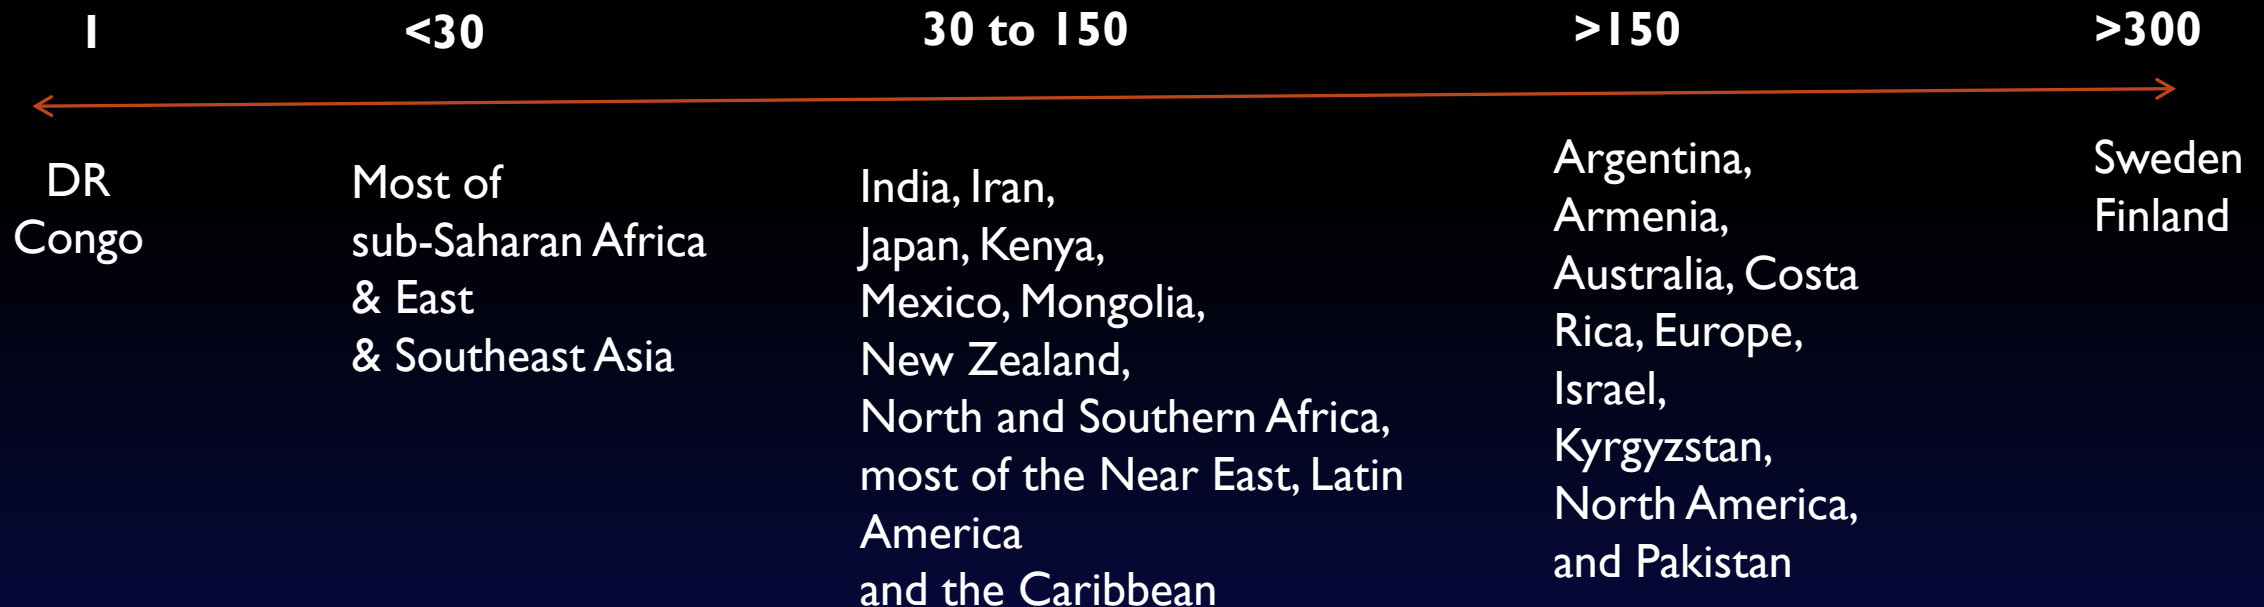 1
<30
30 to 150
>150
>300
DR
Congo
Most of
sub-Saharan Africa
& East
& Southeast Asia
India, Iran,
Japan, Kenya,
Mexico, Mongolia,
New Zealand,
North and Southern Africa,
most of the Near East, Latin
America
and the Caribbean
Argentina,
Armenia,
Australia, Costa
Rica, Europe,
Israel,
Kyrgyzstan,
North America,
and Pakistan
Sweden
Finland